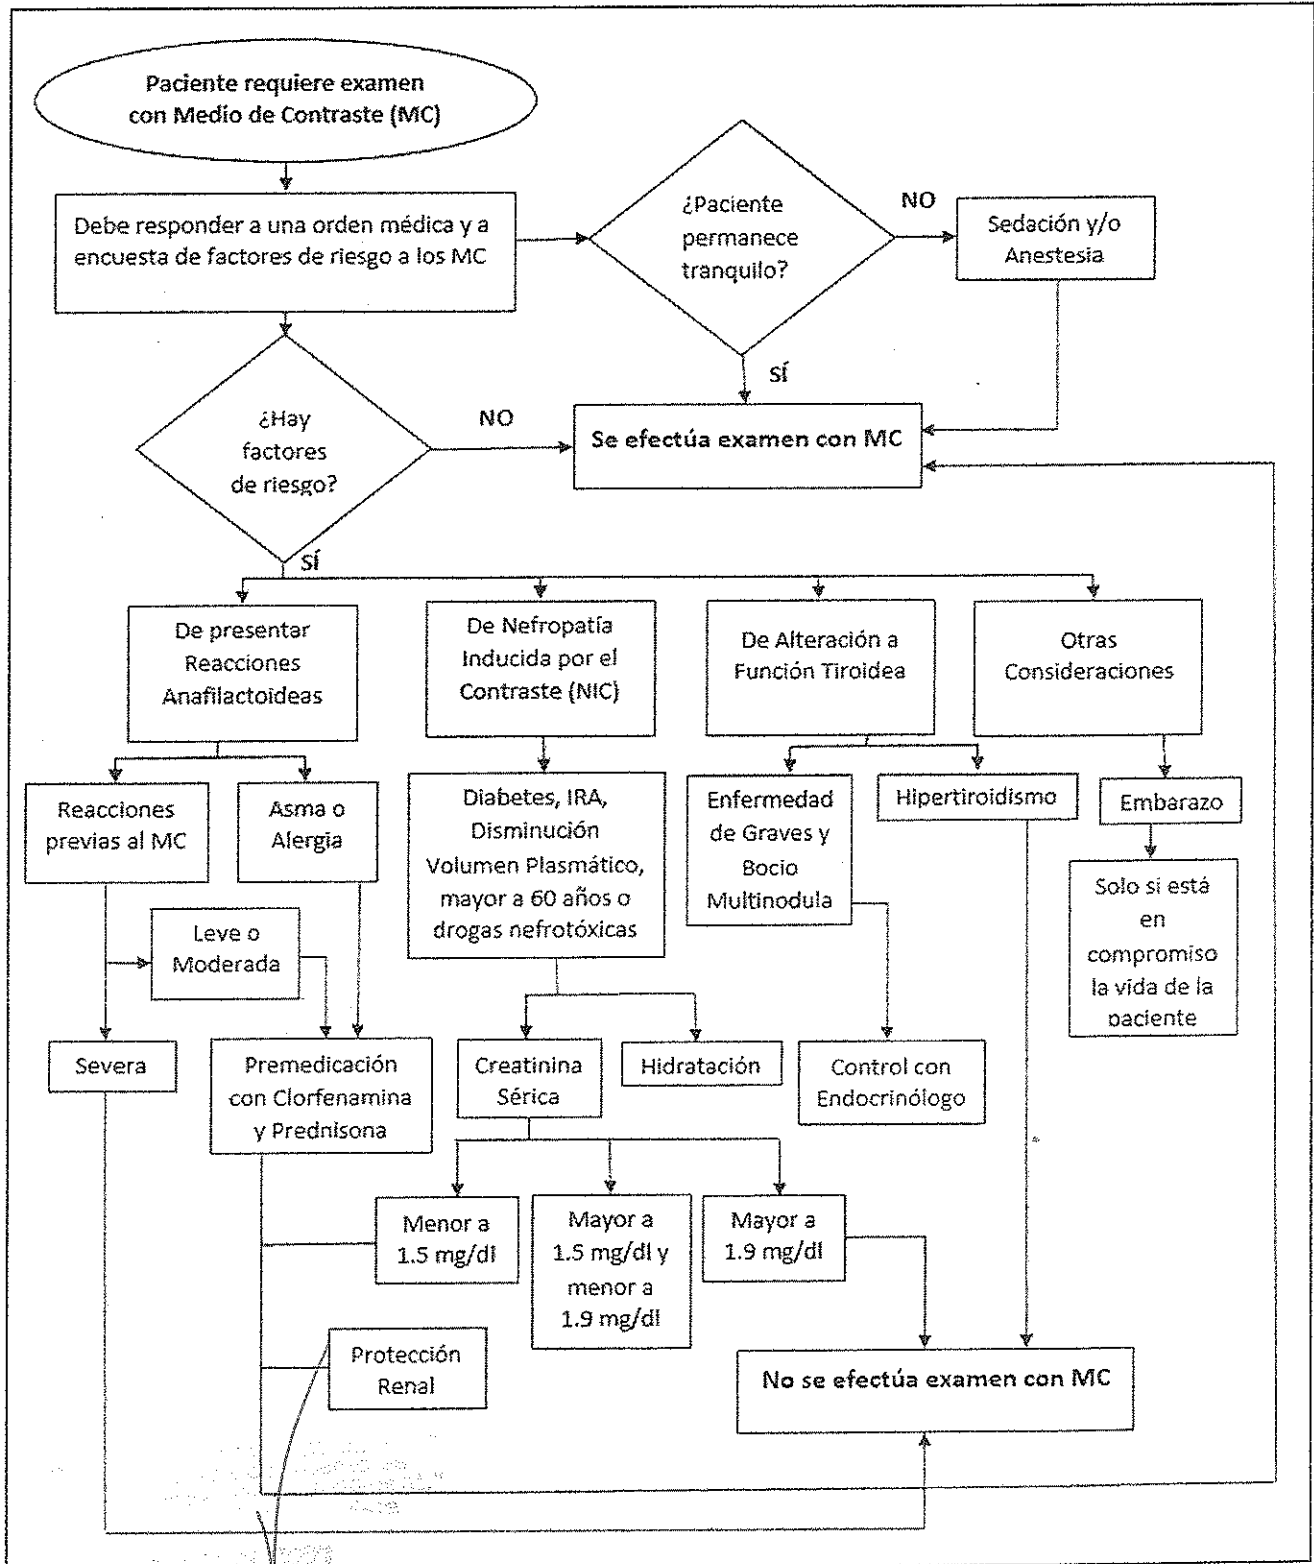 Paciente requiere examen
con Medio de Contraste (MC)
Debe responder a una orden médica y a
encuesta de factores de riesgo a los MC
¿Paciente
permanece
tranquilo?
NO
Sedación y/o
Anestesia
SÍ
¿Hay
factores
de riesgo?
NO
Se efectúa examen con MC
SÍ
De presentar
Reacciones
Anafilactoideas
De Nefropatía
Inducida por el
Contraste (NIC)
De Alteración a
Función Tiroidea
Otras
Consideraciones
Reacciones
previas al MC
Asma o
Alergia
Diabetes, IRA,
Disminución
Volumen Plasmático,
mayor a 60 años o
drogas nefrotóxicas
Enfermedad
de Graves y
Bocio
Multinodula
Hipertiroidismo
Embarazo
Solo si está
en
compromiso
la vida de la
paciente
Leve o
Moderada
Severa
Premedicación
con Clorfenamina
y Prednisona
Creatinina
Sérica
Hidratación
Control con
Endocrinólogo
Menor a
1.5 mg/dl
Mayor a
1.5 mg/dl y
menor a
1.9 mg/dl
Mayor a
1.9 mg/dl
Protección
Renal
No se efectúa examen con MC